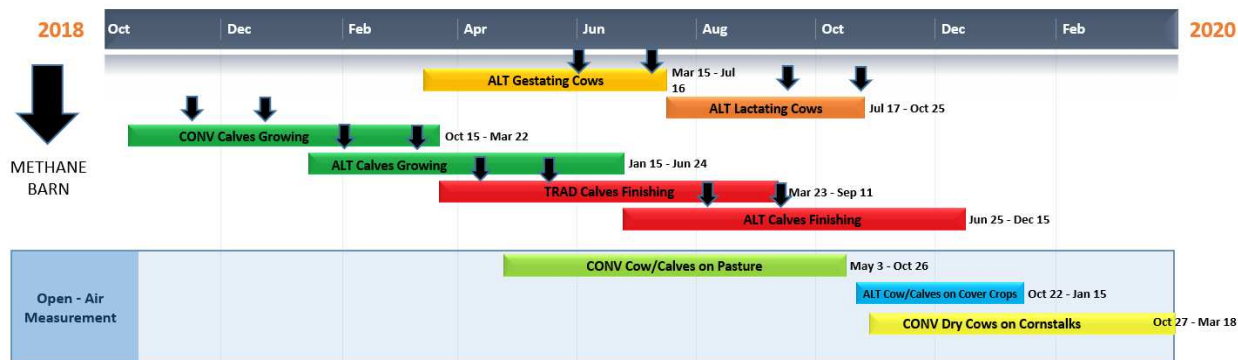 2018 Oct Dec Feb Apr Jun Aug Oct Dec Feb 2020
ALT Gestating Cows Mar 15 - Jul
16
ALT Lactating Cows Jul 17 - Oct 25
CONV Calves Growing Oct 15 - Mar 22
METHANE
BARN
ALT Calves Growing Jan 15 - Jun 24
TRAD Calves Finishing Mar 23 - Sep 11
ALT Calves Finishing Jun 25 - Dec 15
Open - Air
Measurement
CONV Cow/Calves on Pasture May 3 - Oct 26
ALT Cow/Calves on Cover Crops Oct 22 - Jan 15
CONV Dry Cows on Cornstalks Oct 27 - Mar 18